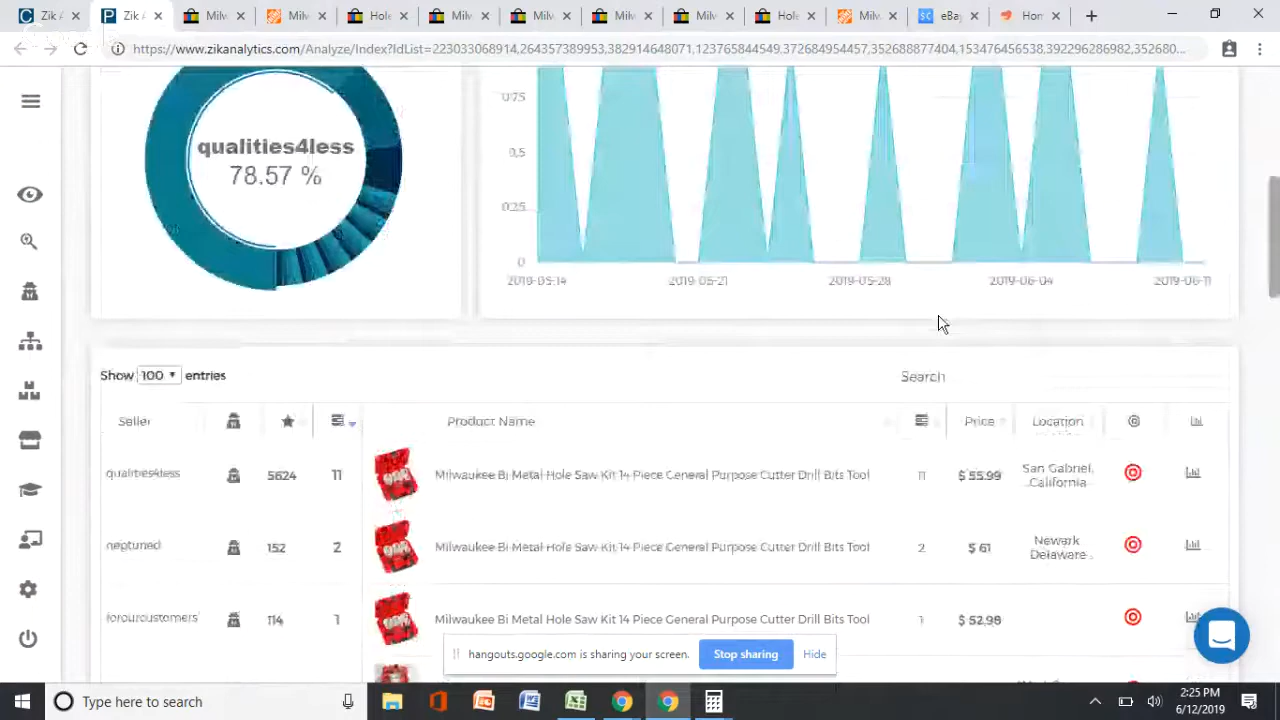 Zik A
Zik A
Milw
Milw
Hole
Milw
Milw
Milw
Milw
Hole
Milw
eBay
Hom
https://www.zikanalytics.com/Analyze/Index?IdList=223033068914,264357389953,382914648071,123765844549,372684954457,352688877404,153476456538,392296286982,352680...
qualities4less
78.57 %
0.75
0.5
0.25
0
2019-05-14 2019-05-21 2019-05-28 2019-06-04 2019-06-11
Show 100 entries
Search
Seller Product Name Price Location
qualities4less 5624 11 Milwaukee Bi Metal Hole Saw Kit 14 Piece General Purpose Cutter Drill Bits Tool 11 $ 55.99 San Gabriel, California
neptuned 152 2 Milwaukee Bi Metal Hole Saw Kit 14 Piece General Purpose Cutter Drill Bits Tool 2 $ 61 Newark Delaware
forourcustomers 114 1 Milwaukee Bi Metal Hole Saw Kit 14 Piece General Purpose Cutter Drill Bits Tool 1 $ 52.98
hangouts.google.com is sharing your screen. Stop sharing Hide
Type here to search
2:25 PM
6/12/2019